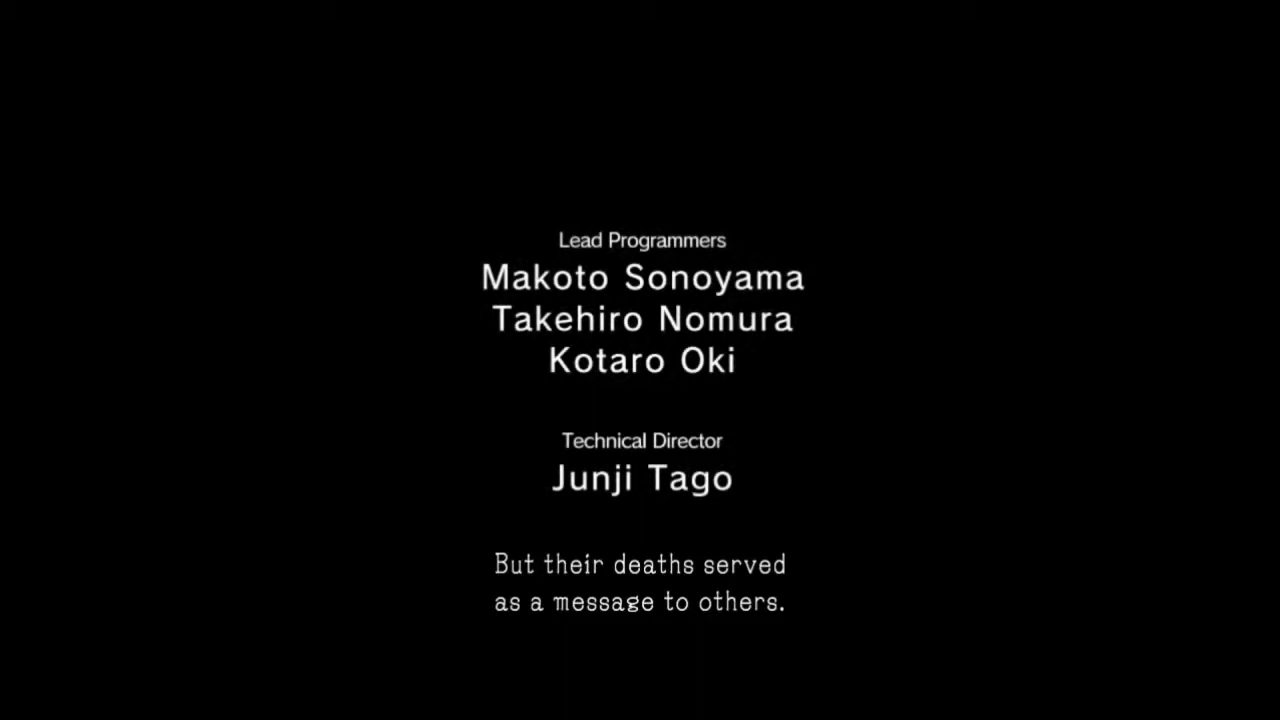 Lead Programmers
Makoto Sonoyama
Takehiro Nomura
Kotaro Oki
Technical Director
Junji Tago
But their deaths served
as a message to others.